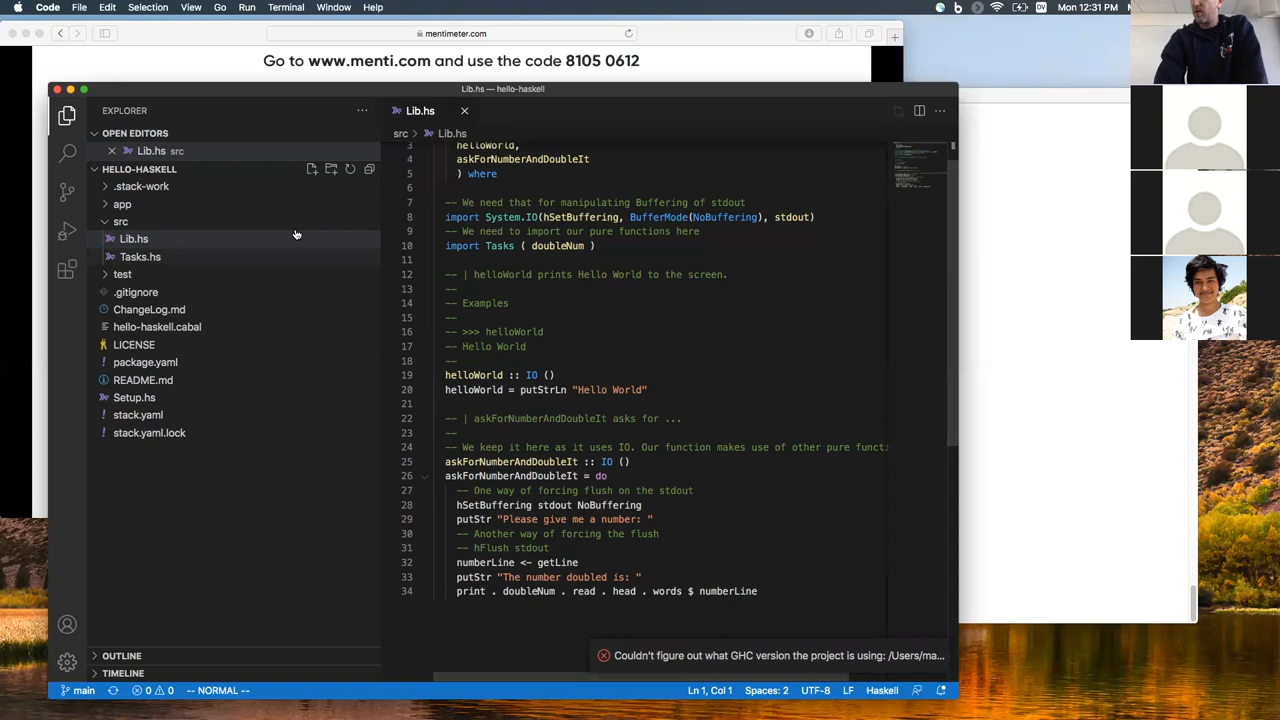 Code File Edit Selection View Go Run Terminal Window Help
DV Mon 12:31 PM
mentimeter.com
Go to www.menti.com and use the code 8105 0612
Lib.hs — hello-haskell
EXPLORER
OPEN EDITORS
Lib.hs src
HELLO-HASKELL
.stack-work
app
src
Lib.hs
Tasks.hs
test
.gitignore
ChangeLog.md
hello-haskell.cabal
LICENSE
package.yaml
README.md
Setup.hs
stack.yaml
stack.yaml.lock
OUTLINE
TIMELINE
Lib.hs
src > Lib.hs
3 helloWorld,
4 askForNumberAndDoubleIt
5 ) where
6
7 -- We need that for manipulating Buffering of stdout
8 import System.IO(hSetBuffering, BufferMode(NoBuffering), stdout)
9 -- We need to import our pure functions here
10 import Tasks ( doubleNum )
11
12 -- | helloWorld prints Hello World to the screen.
13 --
14 -- Examples
15 --
16 -- >>> helloWorld
17 -- Hello World
18 --
19 helloWorld :: IO ()
20 helloWorld = putStrLn "Hello World"
21
22 -- | askForNumberAndDoubleIt asks for ...
23 --
24 -- We keep it here as it uses IO. Our function makes use of other pure functi
25 askForNumberAndDoubleIt :: IO ()
26 askForNumberAndDoubleIt = do
27 -- One way of forcing flush on the stdout
28 hSetBuffering stdout NoBuffering
29 putStr "Please give me a number: "
30 -- Another way of forcing the flush
31 -- hFlush stdout
32 numberLine <- getLine
33 putStr "The number doubled is: "
34 print . doubleNum . read . head . words $ numberLine
Couldn't figure out what GHC version the project is using: /Users/ma...
main 0 0 -- NORMAL -- Ln 1, Col 1 Spaces: 2 UTF-8 LF Haskell